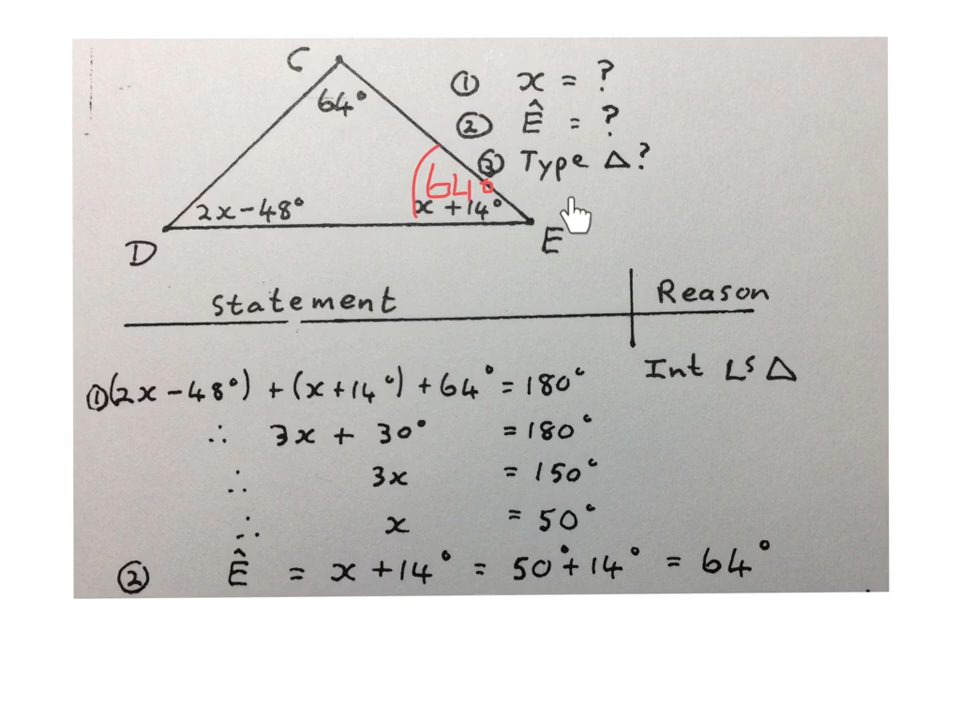 C
64°
① x = ?
② Ê = ?
③ Type Δ?
64°
2x-48°
x +14°
D
E
Statement
Reason
①(2x-48°) + (x+14°) + 64° = 180°
Int Ls Δ
∴ 3x + 30° = 180°
∴ 3x = 150°
∴ x = 50°
② Ê = x +14° = 50°+14° = 64°